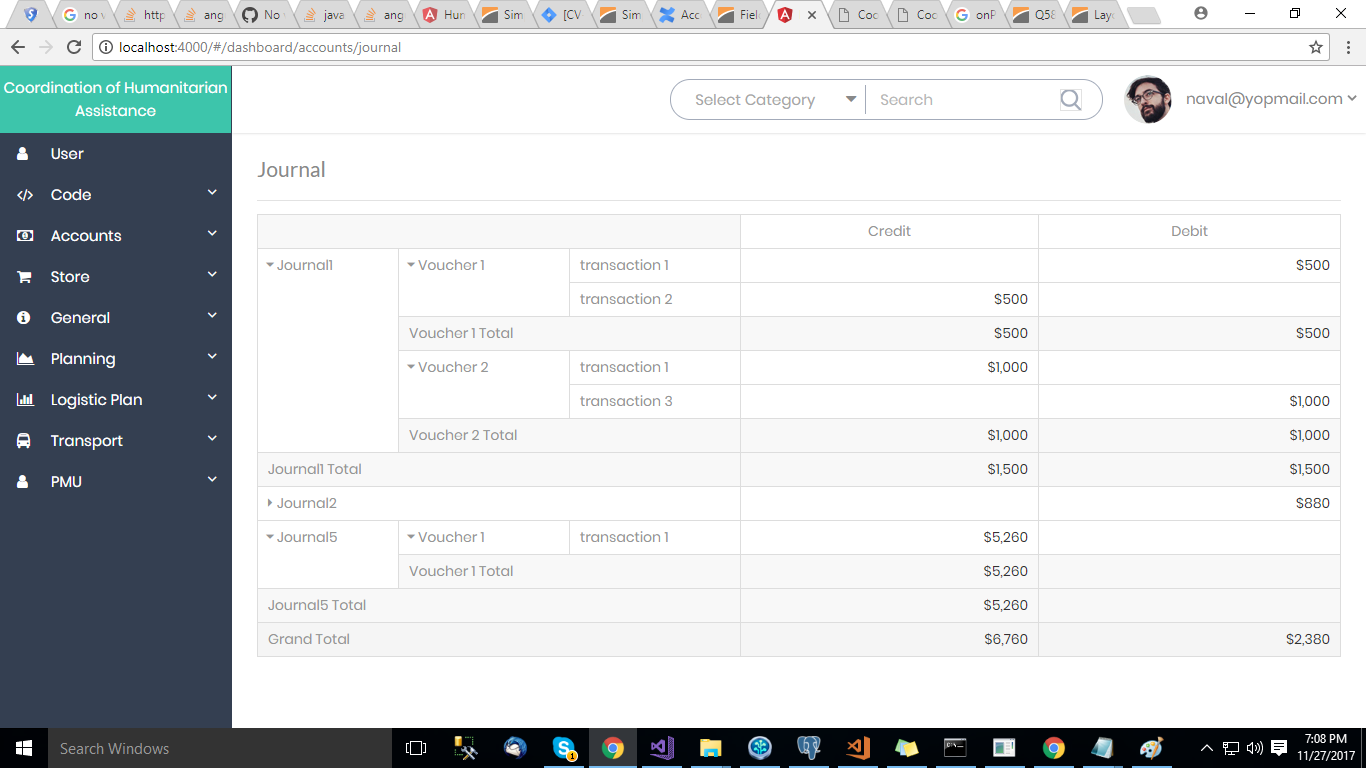 no
http
ang
No
java
ang
Hun
Sim
[CV
Sim
Acc
Fiel
Coc
Coc
onP
Q58
Layo
localhost:4000/#/dashboard/accounts/journal
Coordination of Humanitarian
Assistance
Select Category
Search
naval@yopmail.com
User
Code
Accounts
Store
General
Planning
Logistic Plan
Transport
PMU
Journal
Credit Debit
Journal1 Voucher 1 transaction 1 $500
transaction 2 $500
Voucher 1 Total $500 $500
Voucher 2 transaction 1 $1,000
transaction 3 $1,000
Voucher 2 Total $1,000 $1,000
Journal1 Total $1,500 $1,500
Journal2 $880
Journal5 Voucher 1 transaction 1 $5,260
Voucher 1 Total $5,260
Journal5 Total $5,260
Grand Total $6,760 $2,380
Search Windows
1
7:08 PM
11/27/2017